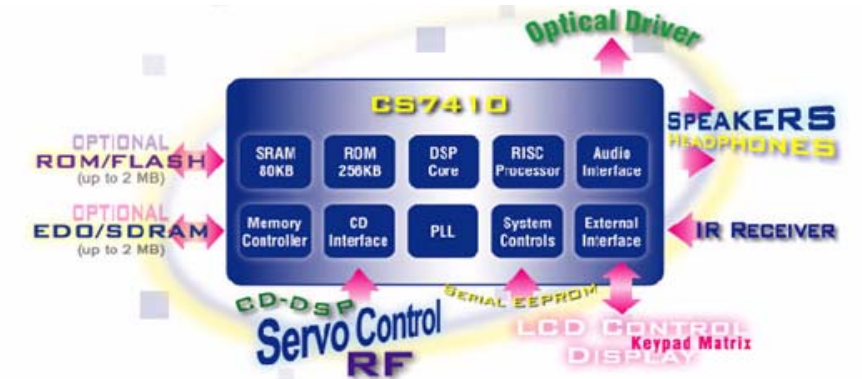 Optical Driver
CS7410
SPEAKERS
HEADPHONES
OPTIONAL
ROM/FLASH
(up to 2 MB)
SRAM
80KB
ROM
256KB
DSP
Core
RISC
Processor
Audio
Interface
OPTIONAL
EDO/SDRAM
(up to 2 MB)
Memory
Controller
CD
Interface
PLL
System
Controls
External
Interface
IR RECEIVER
CD-DSP
Servo Control
RF
SERIAL EEPROM
LCD CONTROL
Keypad Matrix
DISPLAY